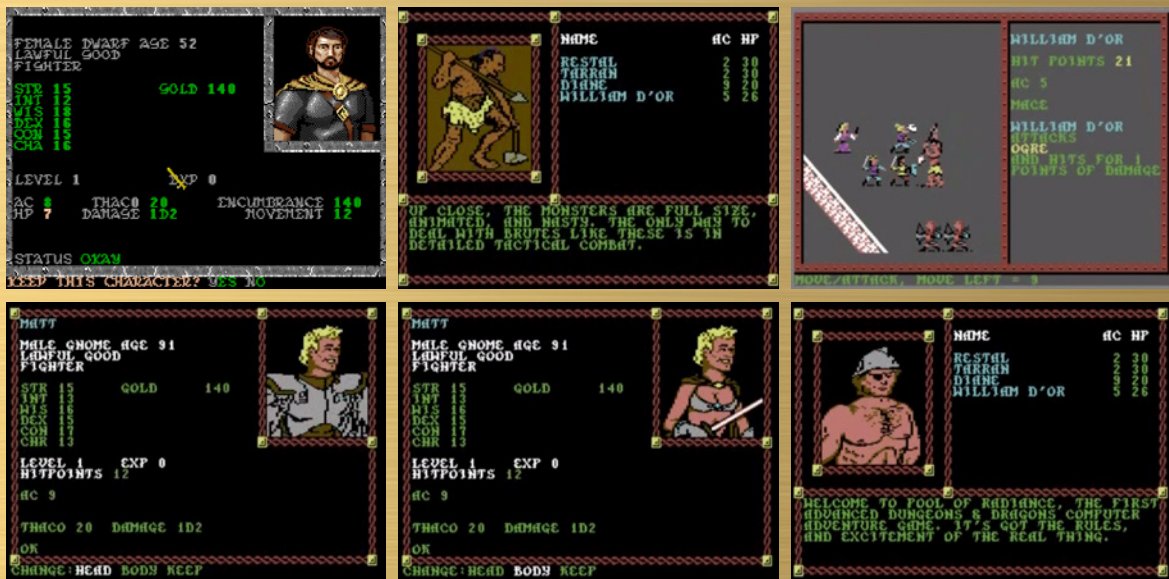 FEMALE DWARF AGE 52
LAWFUL GOOD
FIGHTER
STR 15 GOLD 140
INT 12
WIS 18
DEX 16
CON 15
CHA 16
LEVEL 1 EXP 0
AC 8 THAC0 20 ENCUMBRANCE 140
HP 7 DAMAGE 1D2 MOVEMENT 12
STATUS OKAY
KEEP THIS CHARACTER? YES NO
NAME AC HP
RESTAL 2 30
TARRAN 2 30
DIANE 9 20
WILLIAM D'OR 5 26
UP CLOSE, THE MONSTERS ARE FULL SIZE,
ANIMATED, AND NASTY. THE ONLY WAY TO
DEAL WITH BRUTES LIKE THESE IS IN
DETAILED TACTICAL COMBAT.
WILLIAM D'OR
HIT POINTS 21
AC 5
MACE
WILLIAM D'OR
ATTACKS
OGRE
AND HITS FOR 1
POINTS OF DAMAGE
MOVE/ATTACK, MOVE LEFT = 9
MATT
MALE GNOME AGE 91
LAWFUL GOOD
FIGHTER
STR 15 GOLD 140
INT 13
WIS 16
DEX 15
CON 17
CHR 13
LEVEL 1 EXP 0
HITPOINTS 12
AC 9
THACO 20 DAMAGE 1D2
OK
CHANGE: HEAD BODY KEEP
MATT
MALE GNOME AGE 91
LAWFUL GOOD
FIGHTER
STR 15 GOLD 140
INT 13
WIS 16
DEX 15
CON 17
CHR 13
LEVEL 1 EXP 0
HITPOINTS 12
AC 9
THACO 20 DAMAGE 1D2
OK
CHANGE: HEAD BODY KEEP
NAME AC HP
RESTAL 2 30
TARRAN 2 30
DIANE 9 20
WILLIAM D'OR 5 26
WELCOME TO POOL OF RADIANCE, THE FIRST
ADVANCED DUNGEONS & DRAGONS COMPUTER
ADVENTURE GAME. IT'S GOT THE RULES,
AND EXCITEMENT OF THE REAL THING.